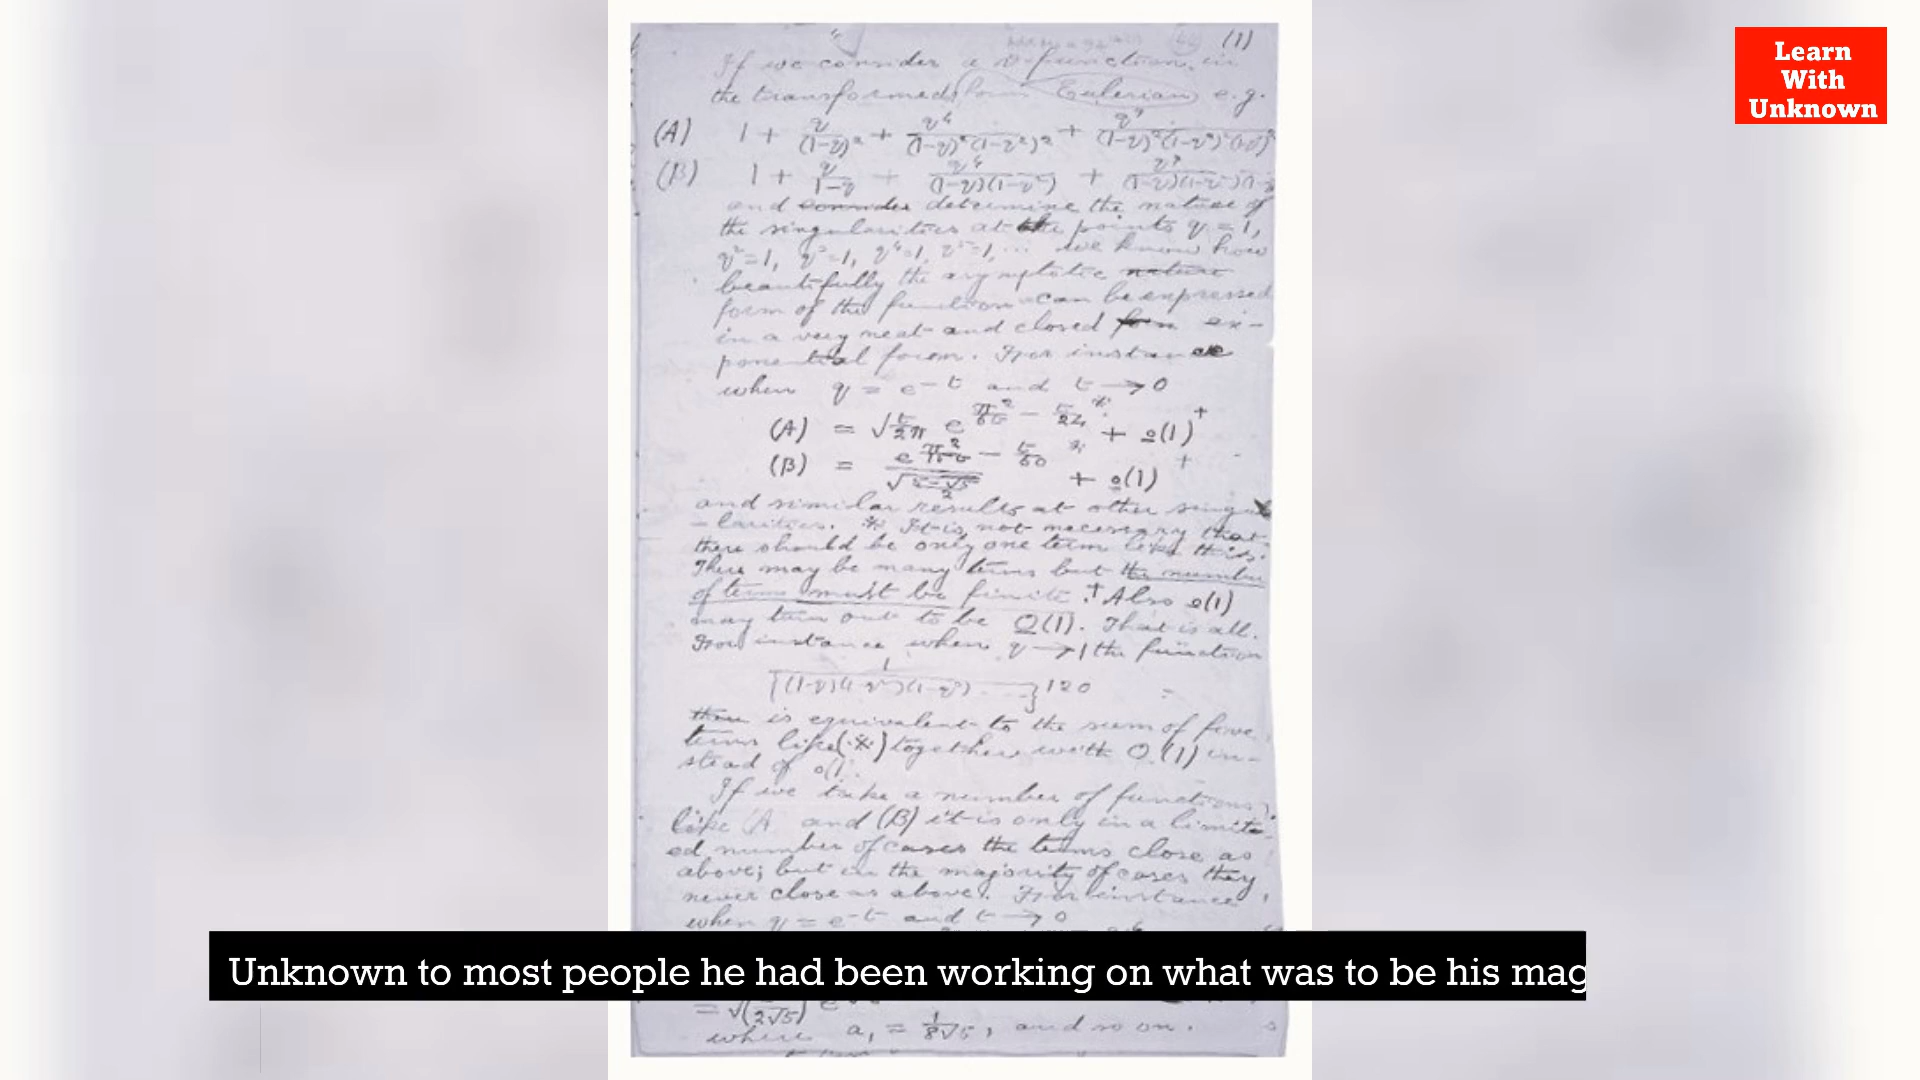 Learn
With
Unknown
(1)
If we consider a ϑ-function in
the transformed form Eulerian e.g.
(A) 1 + q/(1-q)² + q⁴/(1-q)²(1-q²)² + q⁹/(1-q)²(1-q²)²(1-q³)²
(B) 1 + q/1-q + q⁴/(1-q)(1-q²) + q⁹/(1-q)(1-q²)(1-q
and consider determine the nature of
the singularities at the points q = 1,
q² = 1, q³ = 1, q⁴ = 1, q⁵ = 1, ... we know how
beautifully the asymptotic nature
form of the function can be expressed
in a very neat and closed form ex-
ponential form. For instance
when q = e^-t and t → 0
(A) = √t/2π e^π²/6t - t/24 * + o(1) +
(B) = e^π²/15t - t/60 */√5-√5/2 + o(1) +
and similar results at other singu
-larities. * It is not necessary that
there should be only one term like this.
There may be many terms but the number
of terms must be finite. + Also o(1)
may turn out to be O(1). That is all.
For instance when q → 1 the function
1/{(1-q)(1-q²)(1-q³)...}120
then is equivalent to the sum of five
terms like (*) together with O(1) in-
stead of o(1).
If we take a number of functions
like (A) and (B) it is only in a limit-
ed number of cases the terms close as
above; but in the majority of cases they
never close as above. For instance
when q = e^-t and t → 0
Unknown to most people he had been working on what was to be his mag
where a₁ = 1/8√5, and so on.